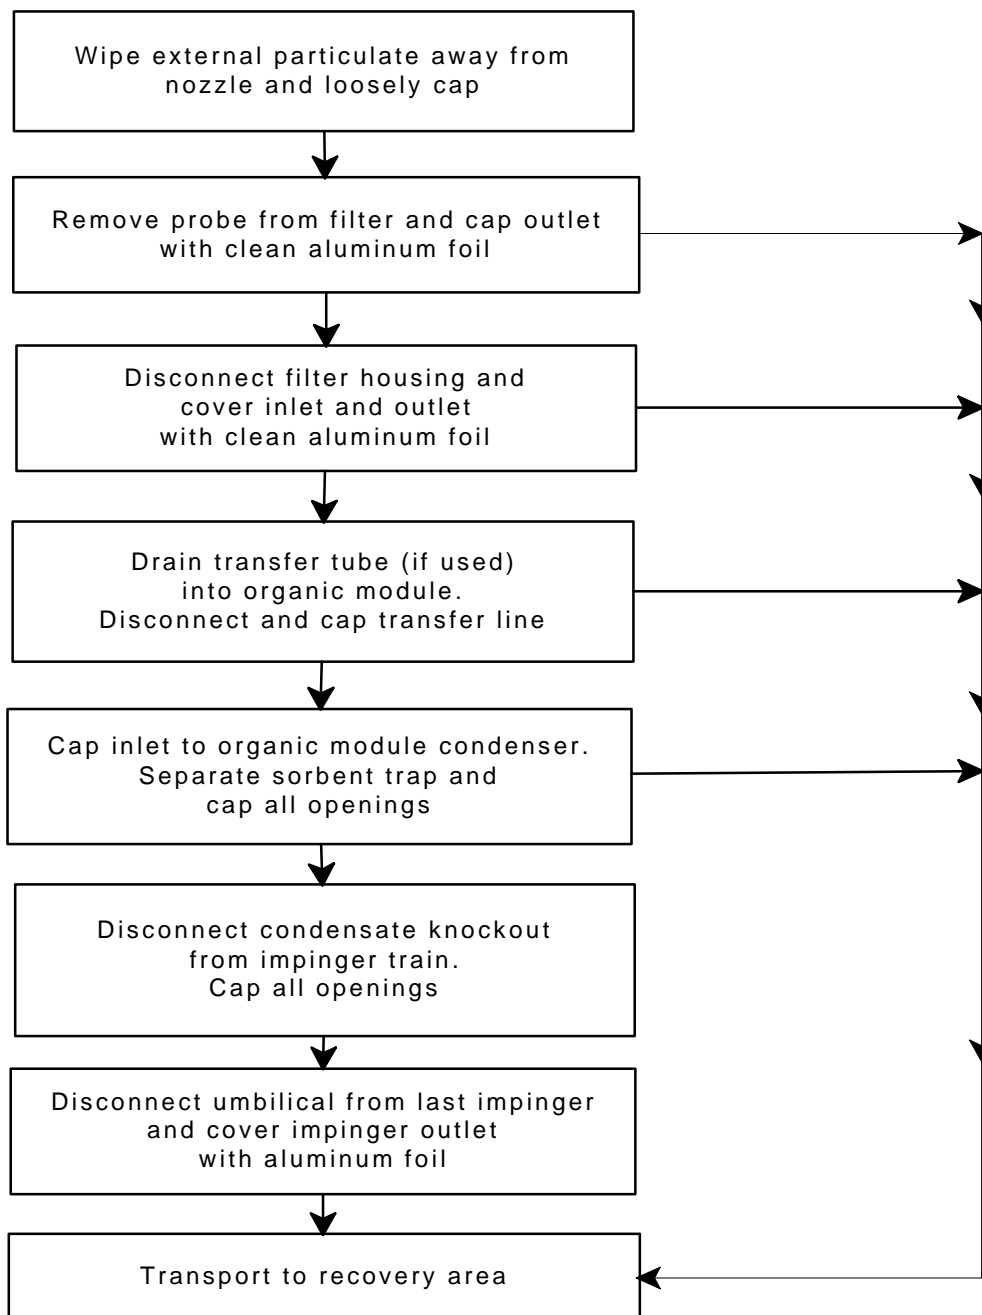 Wipe external particulate away from
nozzle and loosely cap
Remove probe from filter and cap outlet
with clean aluminum foil
Disconnect filter housing and
cover inlet and outlet
with clean aluminum foil
Drain transfer tube (if used)
into organic module.
Disconnect and cap transfer line
Cap inlet to organic module condenser.
Separate sorbent trap and
cap all openings
Disconnect condensate knockout
from impinger train.
Cap all openings
Disconnect umbilical from last impinger
and cover impinger outlet
with aluminum foil
Transport to recovery area